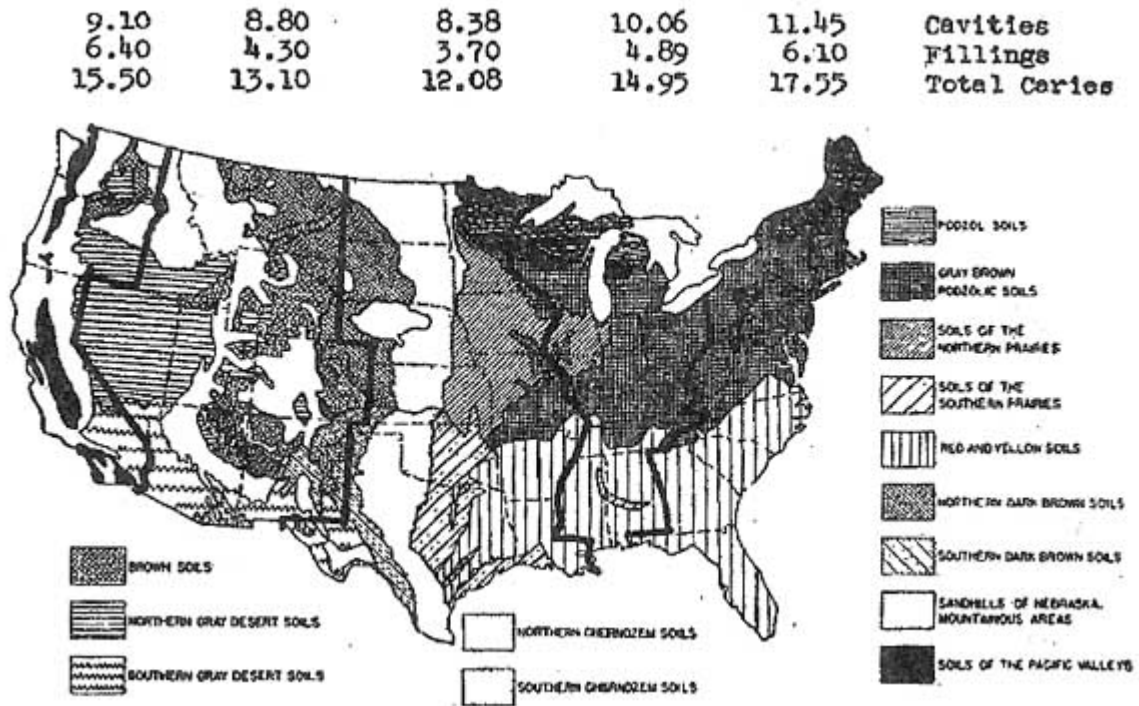 9.10 8.80 8.38 10.06 11.45 Cavities
6.40 4.30 3.70 4.89 6.10 Fillings
15.50 13.10 12.08 14.95 17.55 Total Caries
PODZOL SOILS
GRAY BROWN
PODZOLIC SOILS
SOILS OF THE
NORTHERN PRAIRIES
SOILS OF THE
SOUTHERN PRAIRIES
RED AND YELLOW SOILS
NORTHERN DARK BROWN SOILS
SOUTHERN DARK BROWN SOILS
SANDHILLS OF NEBRASKA,
MOUNTAINOUS AREAS
SOILS OF THE PACIFIC VALLEYS
BROWN SOILS
NORTHERN GRAY DESERT SOILS
SOUTHERN GRAY DESERT SOILS
NORTHERN CHERNOZEM SOILS
SOUTHERN CHERNOZEM SOILS